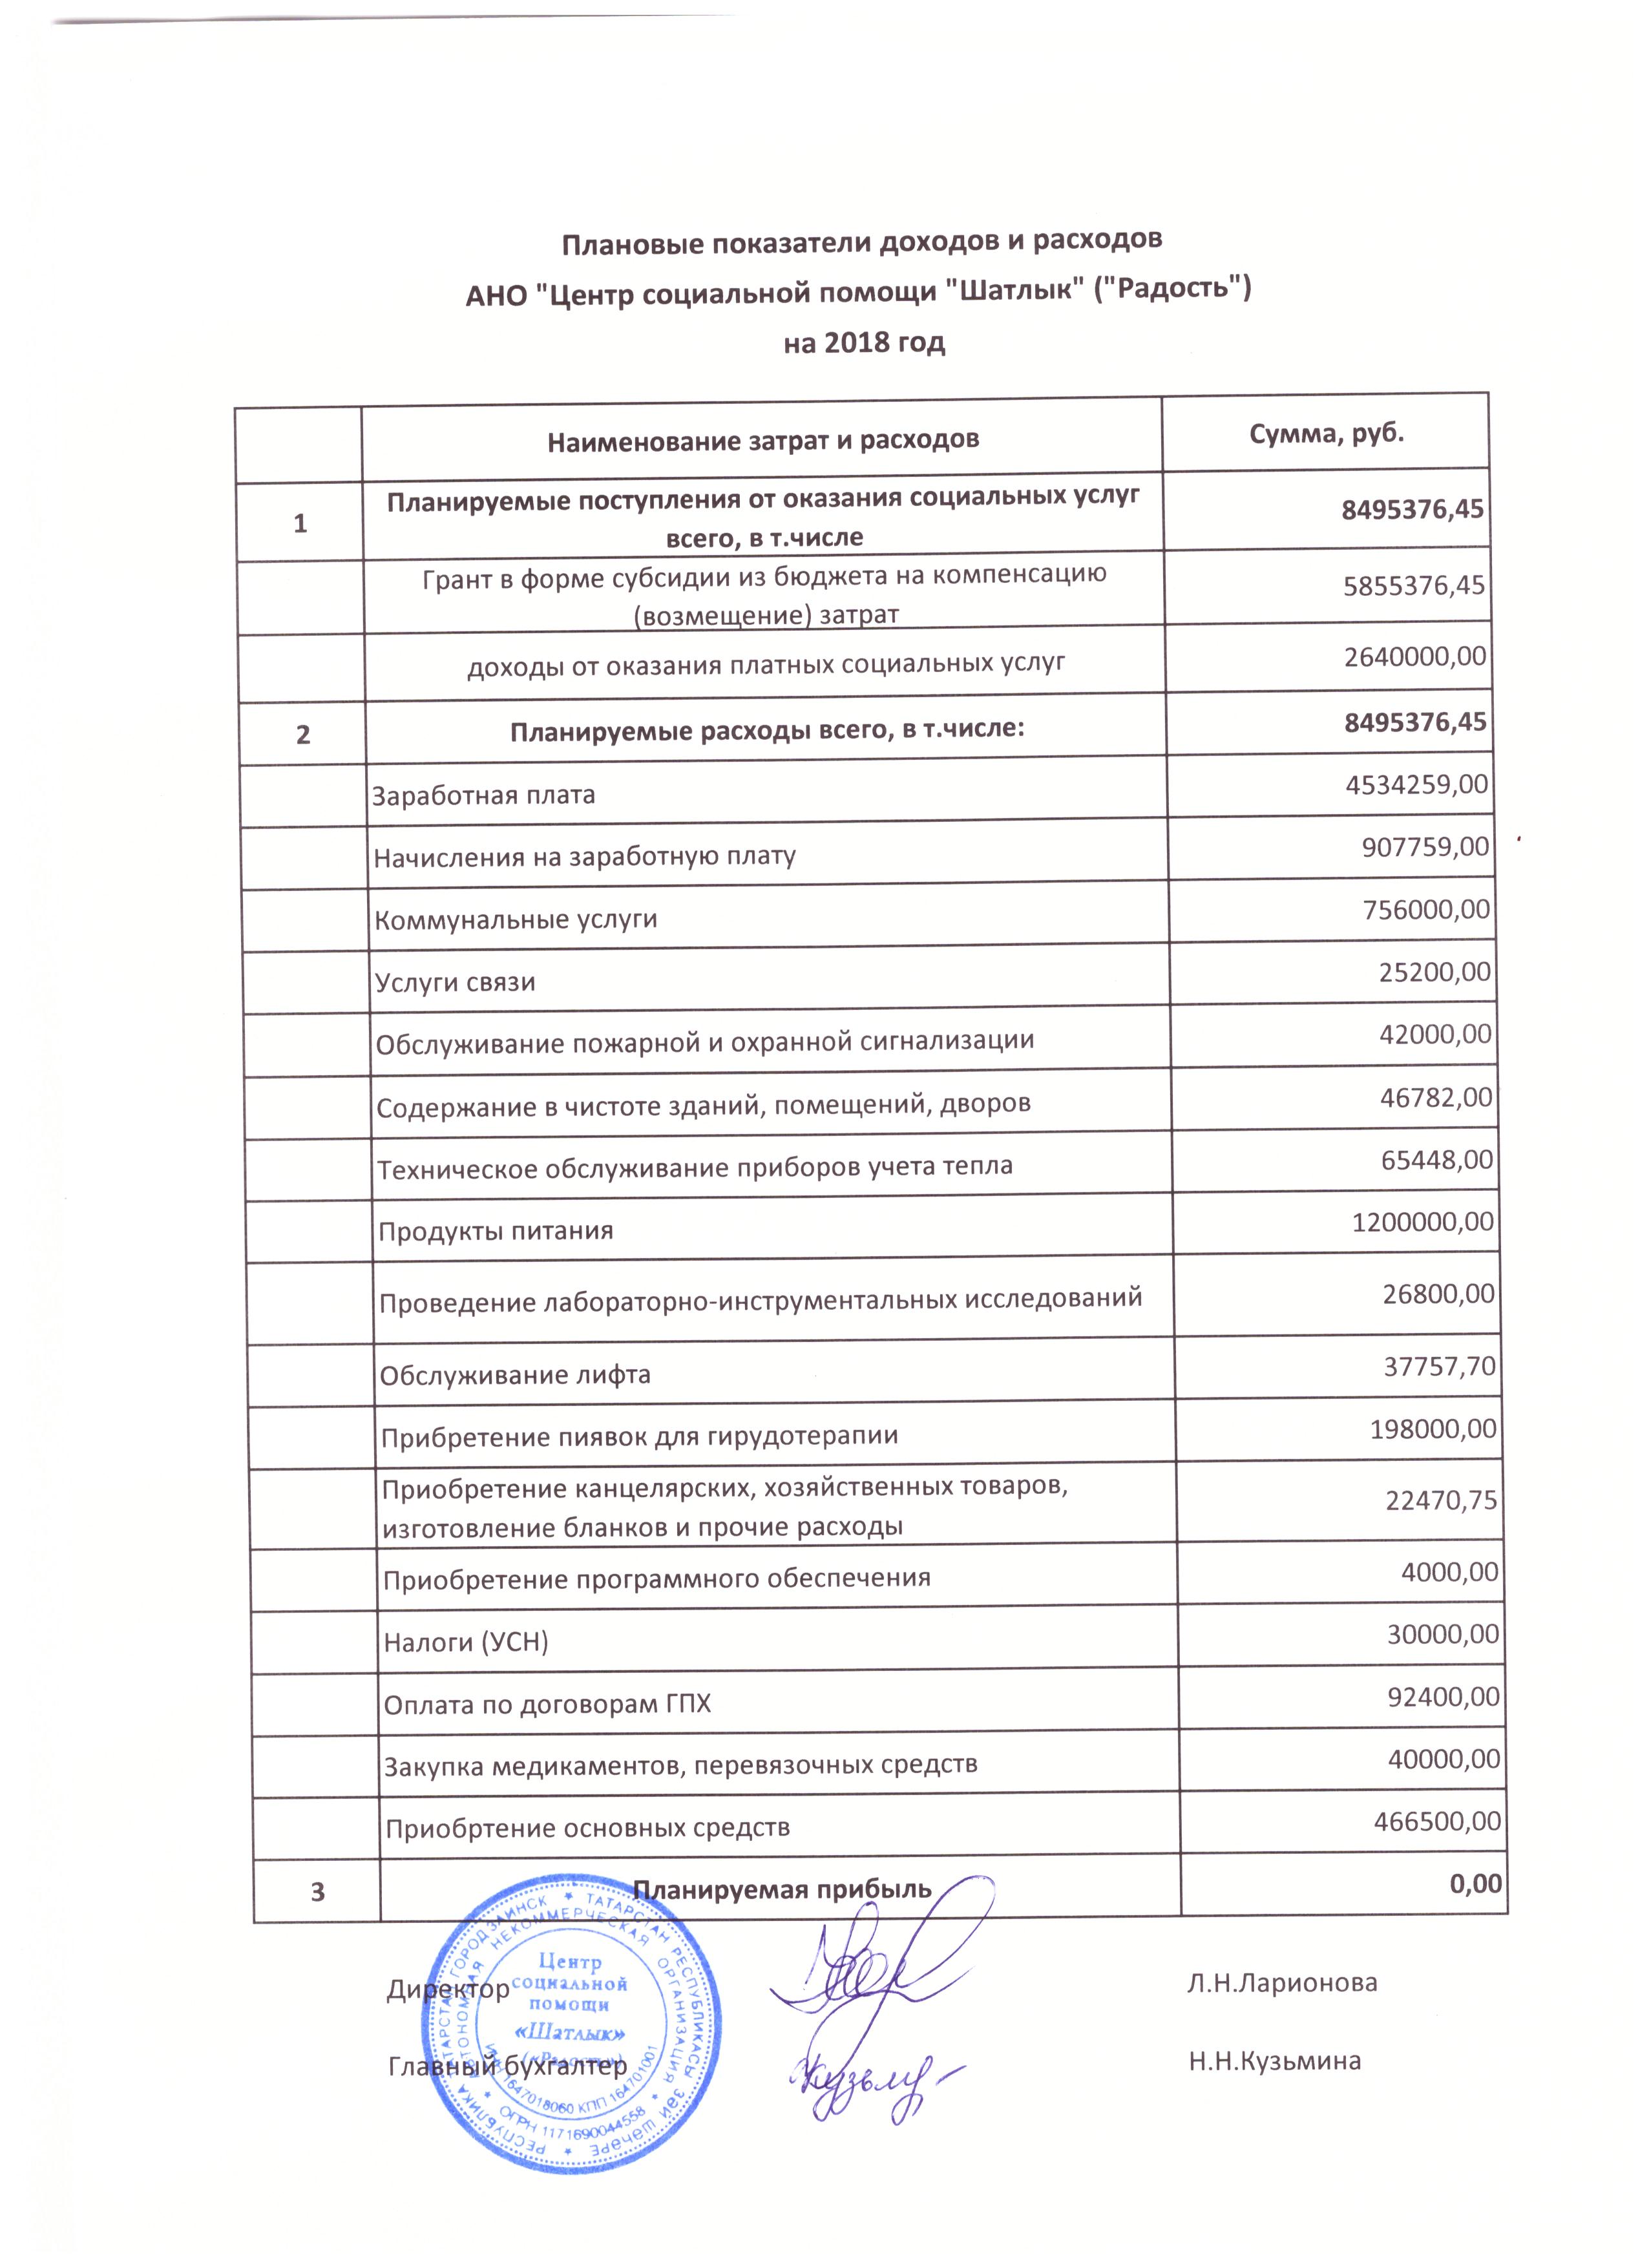 Плановые показатели доходов и расходов
АНО "Центр социальной помощи "Шатлык" ("Радость")
на 2018 год
Наименование затрат и расходов Сумма, руб.
1 Планируемые поступления от оказания социальных услуг 8495376,45
всего, в т.числе
Грант в форме субсидии из бюджета на компенсацию 5855376,45
(возмещение) затрат
доходы от оказания платных социальных услуг 2640000,00
2 Планируемые расходы всего, в т.числе: 8495376,45
Заработная плата 4534259,00
Начисления на заработную плату 907759,00
Коммунальные услуги 756000,00
Услуги связи 25200,00
Обслуживание пожарной и охранной сигнализации 42000,00
Содержание в чистоте зданий, помещений, дворов 46782,00
Техническое обслуживание приборов учета тепла 65448,00
Продукты питания 1200000,00
Проведение лабораторно-инструментальных исследований 26800,00
Обслуживание лифта 37757,70
Прибретение пиявок для гирудотерапии 198000,00
Приобретение канцелярских, хозяйственных товаров, 22470,75
изготовление бланков и прочие расходы
Приобретение программного обеспечения 4000,00
Налоги (УСН) 30000,00
Оплата по договорам ГПХ 92400,00
Закупка медикаментов, перевязочных средств 40000,00
Приобртение основных средств 466500,00
3 Планируемая прибыль 0,00
Директор Л.Н.Ларионова
Главный бухгалтер Н.Н.Кузьмина
РЕСПУБЛИКА ТАТАРСТАН ГОРОД ЗАИНСК * ТАТАРСТАН РЕСПУБЛИКАСЫ ЗӘЙ ШӘҺӘРЕ *
АВТОНОМНАЯ НЕКОММЕРЧЕСКАЯ ОРГАНИЗАЦИЯ
* ОГРН 1171690044558 *
ИНН 1647018060 КПП 164701001
Центр
социальной
помощи
«Шатлык»
(«Радость»)